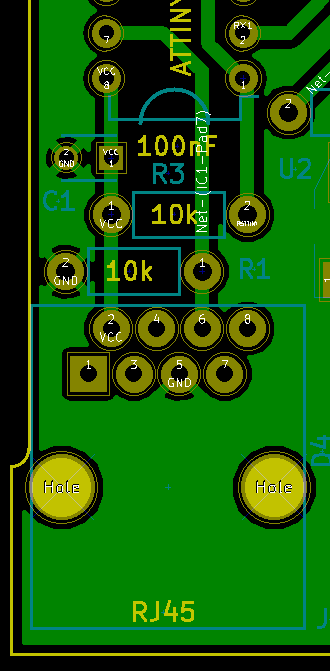 7
RX1
2
ATTINY
VCC
8
1
2
Net-
100nF
2
GND
VCC
1
R3
U2
C1
10k
1
VCC
2
Net-(IC1-Pad7)
10k
2
GND
1
R1
2
VCC
4
6
8
1
3
5
GND
7
1
D4
Hole
Hole
RJ45
J